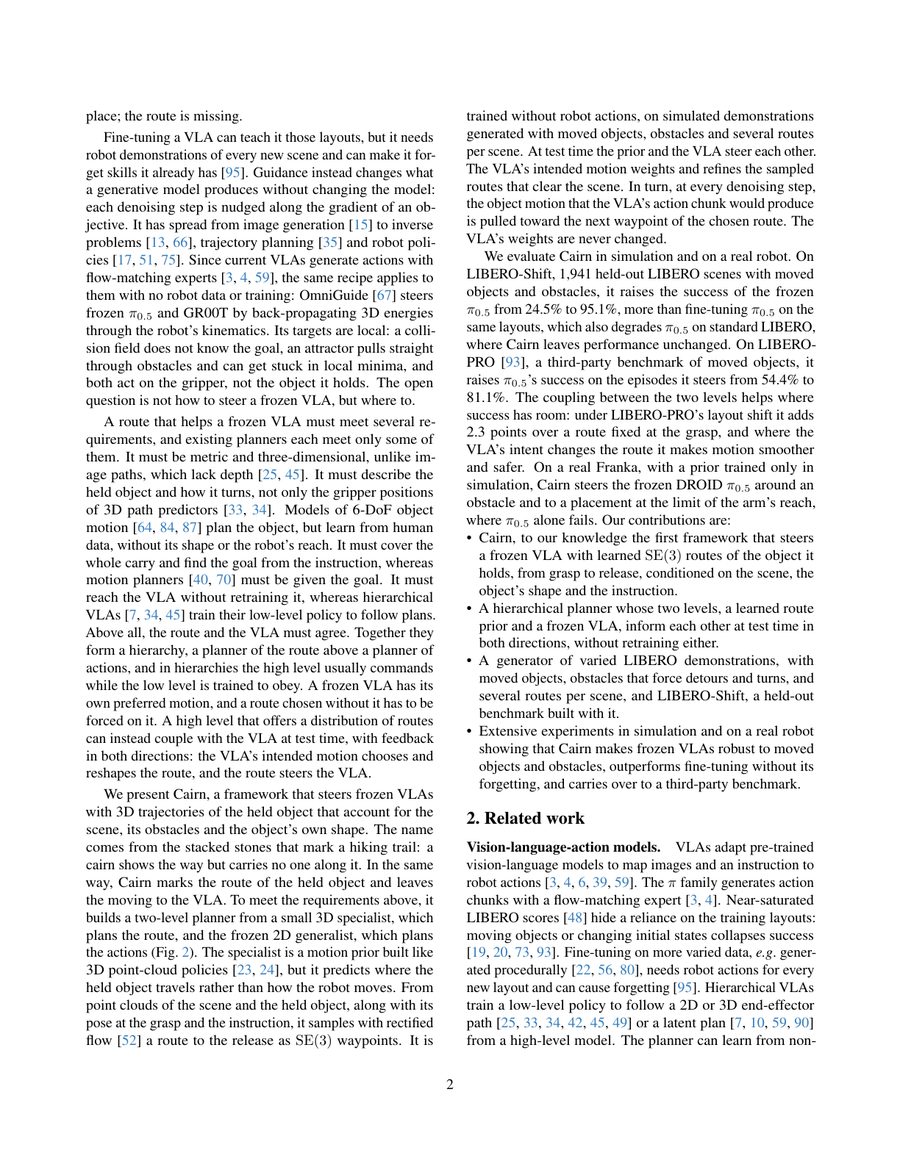 place; the route is missing.
Fine-tuning a VLA can teach it those layouts, but it needs
robot demonstrations of every new scene and can make it for-
get skills it already has [95]. Guidance instead changes what
a generative model produces without changing the model:
each denoising step is nudged along the gradient of an ob-
jective. It has spread from image generation [15] to inverse
problems [13, 66], trajectory planning [35] and robot poli-
cies [17, 51, 75]. Since current VLAs generate actions with
flow-matching experts [3, 4, 59], the same recipe applies to
them with no robot data or training: OmniGuide [67] steers
frozen π0.5 and GR00T by back-propagating 3D energies
through the robot's kinematics. Its targets are local: a colli-
sion field does not know the goal, an attractor pulls straight
through obstacles and can get stuck in local minima, and
both act on the gripper, not the object it holds. The open
question is not how to steer a frozen VLA, but where to.
A route that helps a frozen VLA must meet several re-
quirements, and existing planners each meet only some of
them. It must be metric and three-dimensional, unlike im-
age paths, which lack depth [25, 45]. It must describe the
held object and how it turns, not only the gripper positions
of 3D path predictors [33, 34]. Models of 6-DoF object
motion [64, 84, 87] plan the object, but learn from human
data, without its shape or the robot's reach. It must cover the
whole carry and find the goal from the instruction, whereas
motion planners [40, 70] must be given the goal. It must
reach the VLA without retraining it, whereas hierarchical
VLAs [7, 34, 45] train their low-level policy to follow plans.
Above all, the route and the VLA must agree. Together they
form a hierarchy, a planner of the route above a planner of
actions, and in hierarchies the high level usually commands
while the low level is trained to obey. A frozen VLA has its
own preferred motion, and a route chosen without it has to be
forced on it. A high level that offers a distribution of routes
can instead couple with the VLA at test time, with feedback
in both directions: the VLA's intended motion chooses and
reshapes the route, and the route steers the VLA.
We present Cairn, a framework that steers frozen VLAs
with 3D trajectories of the held object that account for the
scene, its obstacles and the object's own shape. The name
comes from the stacked stones that mark a hiking trail: a
cairn shows the way but carries no one along it. In the same
way, Cairn marks the route of the held object and leaves
the moving to the VLA. To meet the requirements above, it
builds a two-level planner from a small 3D specialist, which
plans the route, and the frozen 2D generalist, which plans
the actions (Fig. 2). The specialist is a motion prior built like
3D point-cloud policies [23, 24], but it predicts where the
held object travels rather than how the robot moves. From
point clouds of the scene and the held object, along with its
pose at the grasp and the instruction, it samples with rectified
flow [52] a route to the release as SE(3) waypoints. It is
trained without robot actions, on simulated demonstrations
generated with moved objects, obstacles and several routes
per scene. At test time the prior and the VLA steer each other.
The VLA's intended motion weights and refines the sampled
routes that clear the scene. In turn, at every denoising step,
the object motion that the VLA's action chunk would produce
is pulled toward the next waypoint of the chosen route. The
VLA's weights are never changed.
We evaluate Cairn in simulation and on a real robot. On
LIBERO-Shift, 1,941 held-out LIBERO scenes with moved
objects and obstacles, it raises the success of the frozen
π0.5 from 24.5% to 95.1%, more than fine-tuning π0.5 on the
same layouts, which also degrades π0.5 on standard LIBERO,
where Cairn leaves performance unchanged. On LIBERO-
PRO [93], a third-party benchmark of moved objects, it
raises π0.5's success on the episodes it steers from 54.4% to
81.1%. The coupling between the two levels helps where
success has room: under LIBERO-PRO's layout shift it adds
2.3 points over a route fixed at the grasp, and where the
VLA's intent changes the route it makes motion smoother
and safer. On a real Franka, with a prior trained only in
simulation, Cairn steers the frozen DROID π0.5 around an
obstacle and to a placement at the limit of the arm's reach,
where π0.5 alone fails. Our contributions are:
• Cairn, to our knowledge the first framework that steers
a frozen VLA with learned SE(3) routes of the object it
holds, from grasp to release, conditioned on the scene, the
object's shape and the instruction.
• A hierarchical planner whose two levels, a learned route
prior and a frozen VLA, inform each other at test time in
both directions, without retraining either.
• A generator of varied LIBERO demonstrations, with
moved objects, obstacles that force detours and turns, and
several routes per scene, and LIBERO-Shift, a held-out
benchmark built with it.
• Extensive experiments in simulation and on a real robot
showing that Cairn makes frozen VLAs robust to moved
objects and obstacles, outperforms fine-tuning without its
forgetting, and carries over to a third-party benchmark.
2. Related work
Vision-language-action models. VLAs adapt pre-trained
vision-language models to map images and an instruction to
robot actions [3, 4, 6, 39, 59]. The π family generates action
chunks with a flow-matching expert [3, 4]. Near-saturated
LIBERO scores [48] hide a reliance on the training layouts:
moving objects or changing initial states collapses success
[19, 20, 73, 93]. Fine-tuning on more varied data, e.g. gener-
ated procedurally [22, 56, 80], needs robot actions for every
new layout and can cause forgetting [95]. Hierarchical VLAs
train a low-level policy to follow a 2D or 3D end-effector
path [25, 33, 34, 42, 45, 49] or a latent plan [7, 10, 59, 90]
from a high-level model. The planner can learn from non-
2